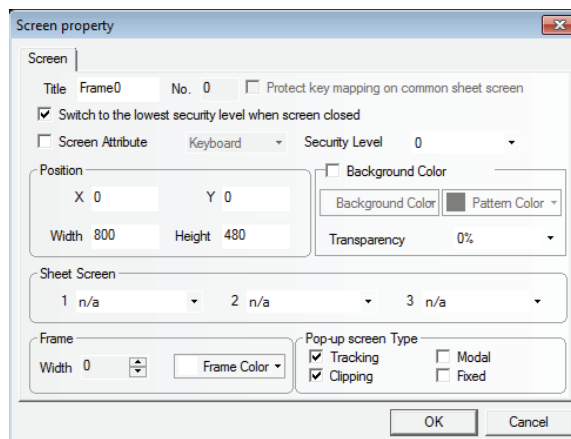 Screen property
Screen
Title Frame0 No. 0 Protect key mapping on common sheet screen
Switch to the lowest security level when screen closed
Screen Attribute Keyboard Security Level 0
Position Background Color
X 0 Y 0 Background Color Pattern Color
Width 800 Height 480 Transparency 0%
Sheet Screen
1 n/a 2 n/a 3 n/a
Frame Pop-up screen Type
Width 0 Frame Color Tracking Modal
Clipping Fixed
OK Cancel